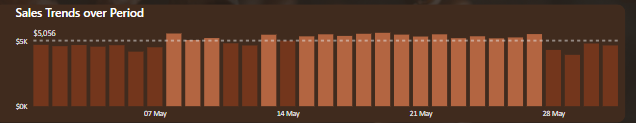 Sales Trends over Period
$5,056
$5K
$0K
07 May
14 May
21 May
28 May